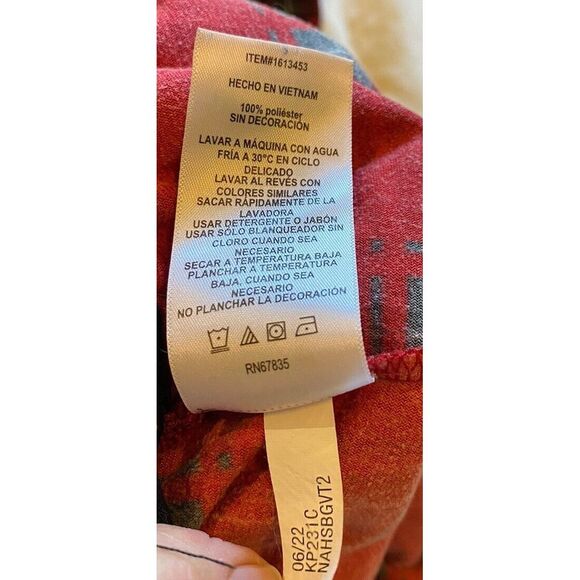 ITEM#1613453
HECHO EN VIETNAM
100% poliéster
SIN DECORACIÓN
LAVAR A MÁQUINA CON AGUA
FRÍA A 30°C EN CICLO
DELICADO
LAVAR AL REVÉS CON
COLORES SIMILARES
SACAR RÁPIDAMENTE DE LA
LAVADORA
USAR DETERGENTE O JABÓN
USAR SÓLO BLANQUEADOR SIN
CLORO CUANDO SEA
NECESARIO
SECAR A TEMPERATURA BAJA
PLANCHAR A TEMPERATURA
BAJA, CUANDO SEA
NECESARIO
NO PLANCHAR LA DECORACIÓN
RN67835
06/22
KP231C
NAHSBGVT2